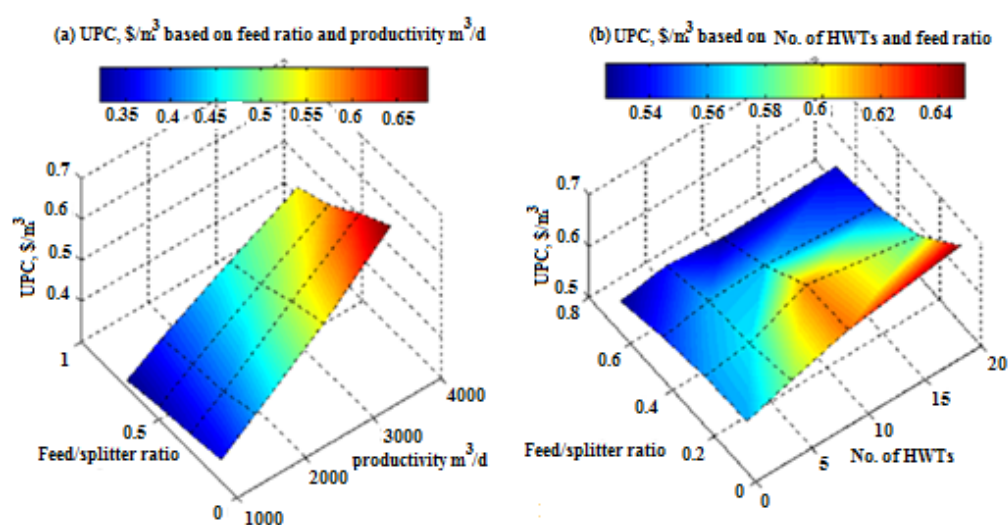 (a) UPC, $/m³ based on feed ratio and productivity m³/d
0.35 0.4 0.45 0.5 0.55 0.6 0.65
0.7
0.6
0.5
0.4
UPC, $/m³
1
0.5
0
Feed/splitter ratio
1000
2000
3000
4000
productivity m³/d
(b) UPC, $/m³ based on No. of HWTs and feed ratio
0.54 0.56 0.58 0.6 0.62 0.64
0.7
0.6
0.5
UPC, $/m³
0.8
0.6
0.4
0.2
0
Feed/splitter ratio
0
5
10
15
20
No. of HWTs